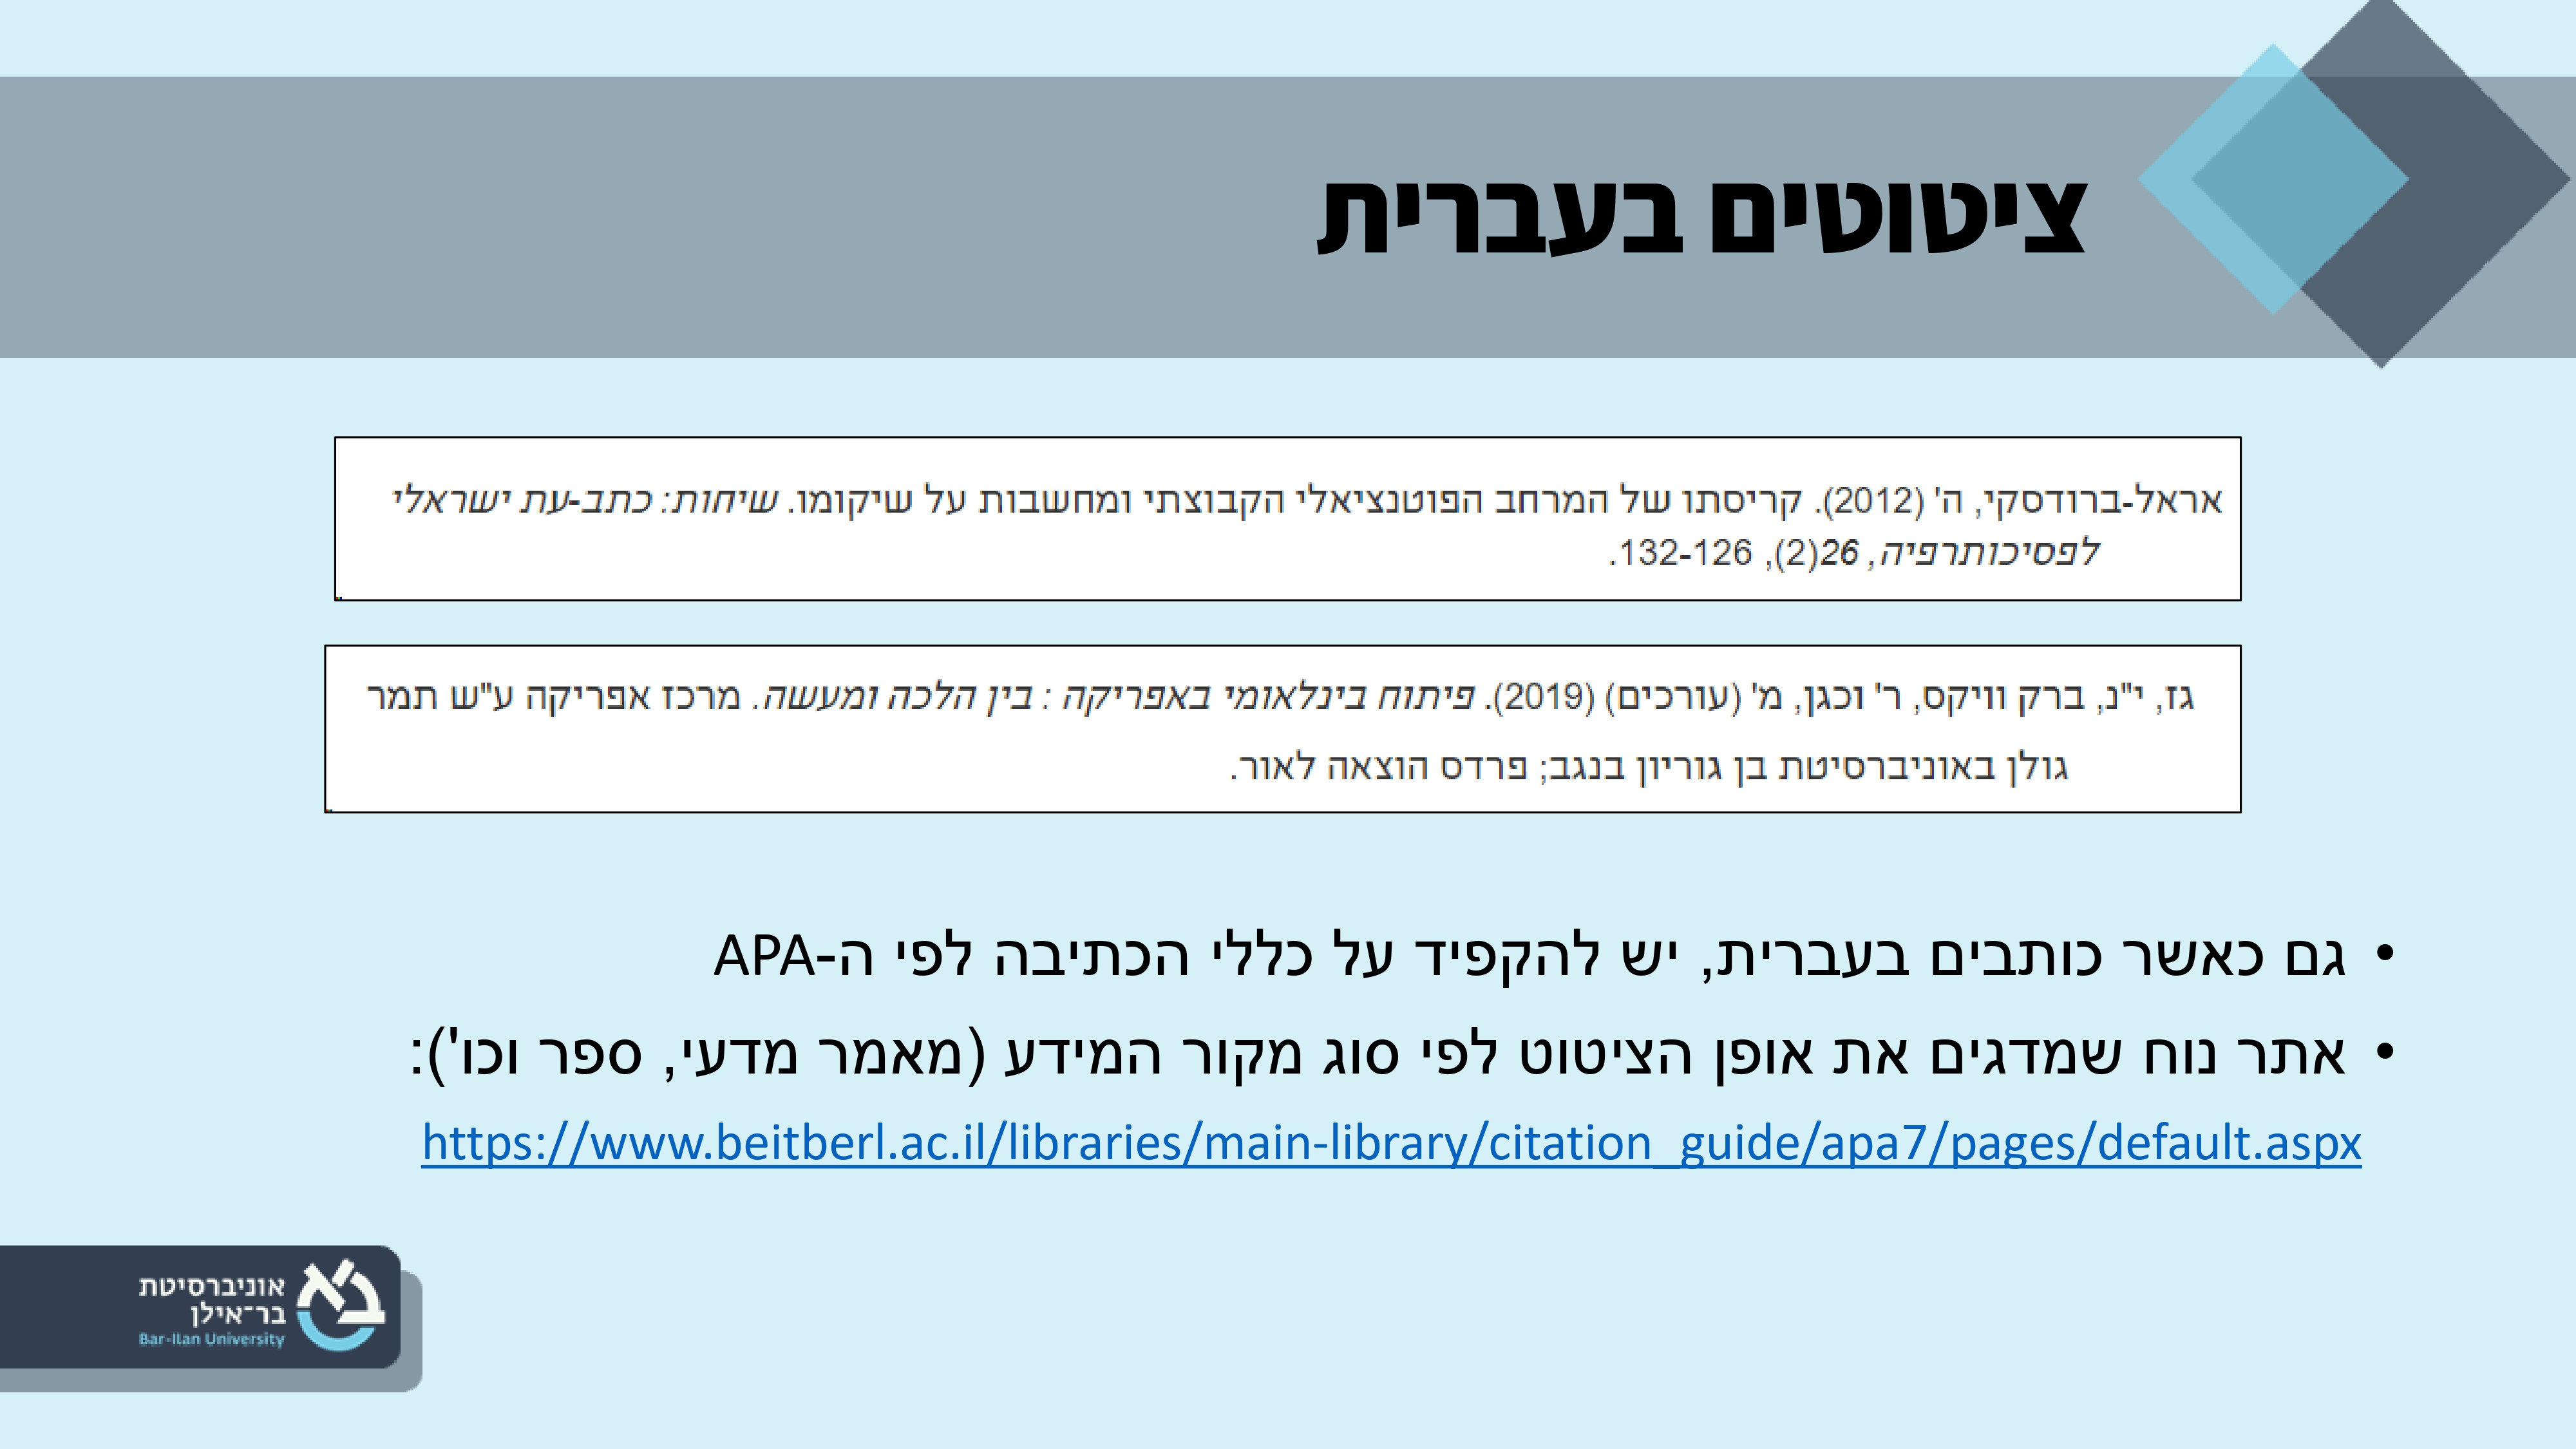 ציטוטים בעברית
אראל-ברודסקי, ה' (2012). קריסתו של המרחב הפוטנציאלי הקבוצתי ומחשבות על שיקומו. שיחות: כתב-עת ישראלי
לפסיכותרפיה, 26(2), 132-126.
גז, י"נ, ברק וויקס, ר' וכגן, מ' (עורכים) (2019). פיתוח בינלאומי באפריקה : בין הלכה ומעשה. מרכז אפריקה ע"ש תמר
גולן באוניברסיטת בן גוריון בנגב; פרדס הוצאה לאור.
• גם כאשר כותבים בעברית, יש להקפיד על כללי הכתיבה לפי ה-APA
• אתר נוח שמדגים את אופן הציטוט לפי סוג מקור המידע (מאמר מדעי, ספר וכו'):
https://www.beitberl.ac.il/libraries/main-library/citation_guide/apa7/pages/default.aspx
אוניברסיטת
בר־אילן
Bar-Ilan University